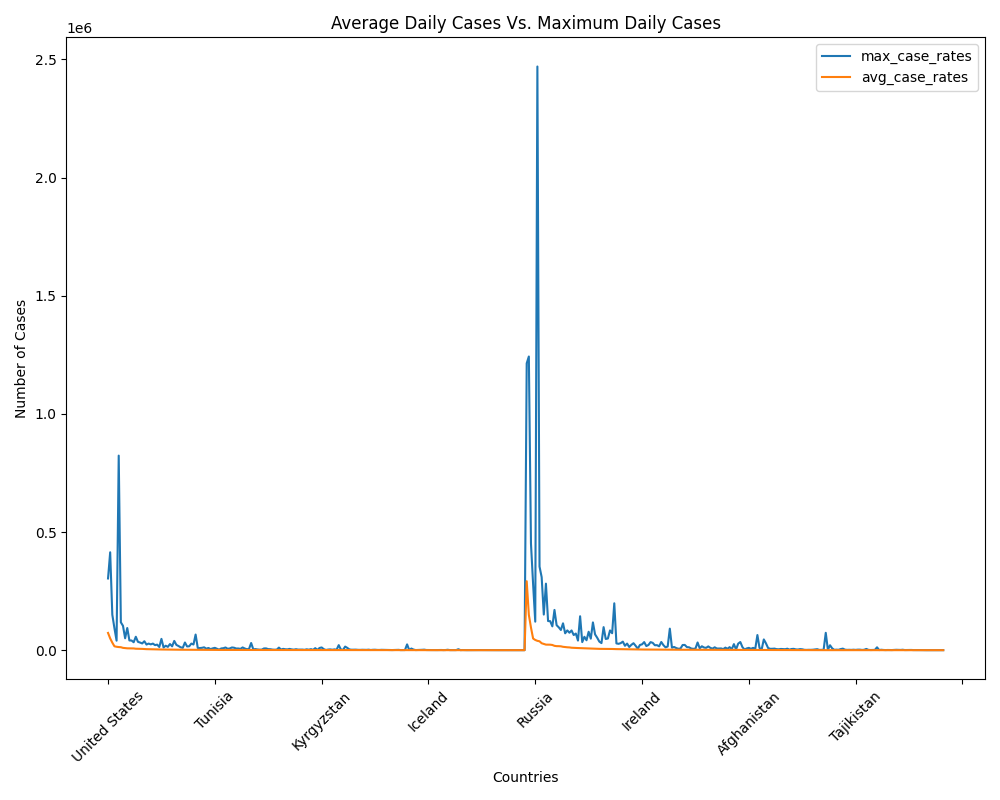 Average Daily Cases Vs. Maximum Daily Cases
1e6
max_case_rates
avg_case_rates
2.5
2.0
1.5
1.0
0.5
0.0
Number of Cases
United States
Tunisia
Kyrgyzstan
Iceland
Russia
Ireland
Afghanistan
Tajikistan
Countries